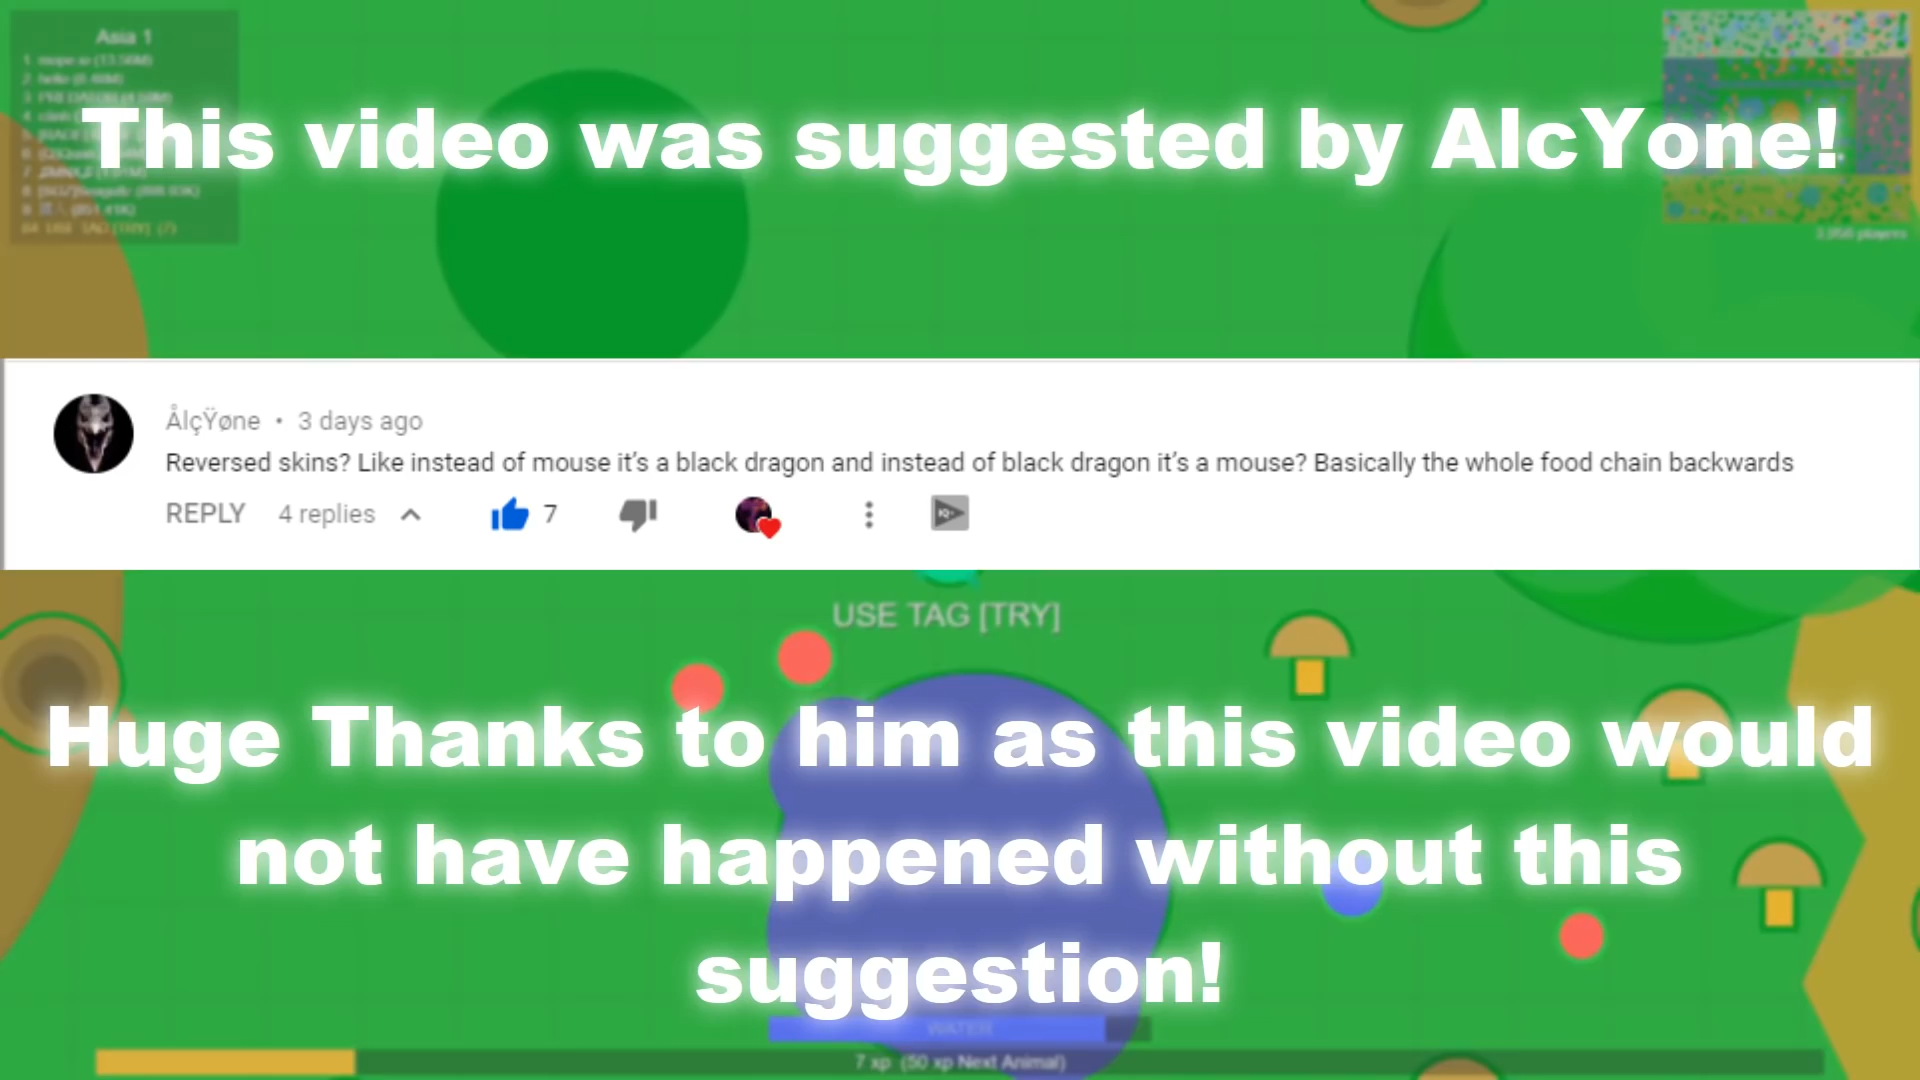 Asia 1
This video was suggested by AlcYone!
ÅlçŸøne • 3 days ago
Reversed skins? Like instead of mouse it’s a black dragon and instead of black dragon it’s a mouse? Basically the whole food chain backwards
REPLY 4 replies 7
USE TAG [TRY]
Huge Thanks to him as this video would
not have happened without this
suggestion!
WATER
7 xp (50 xp Next Animal)